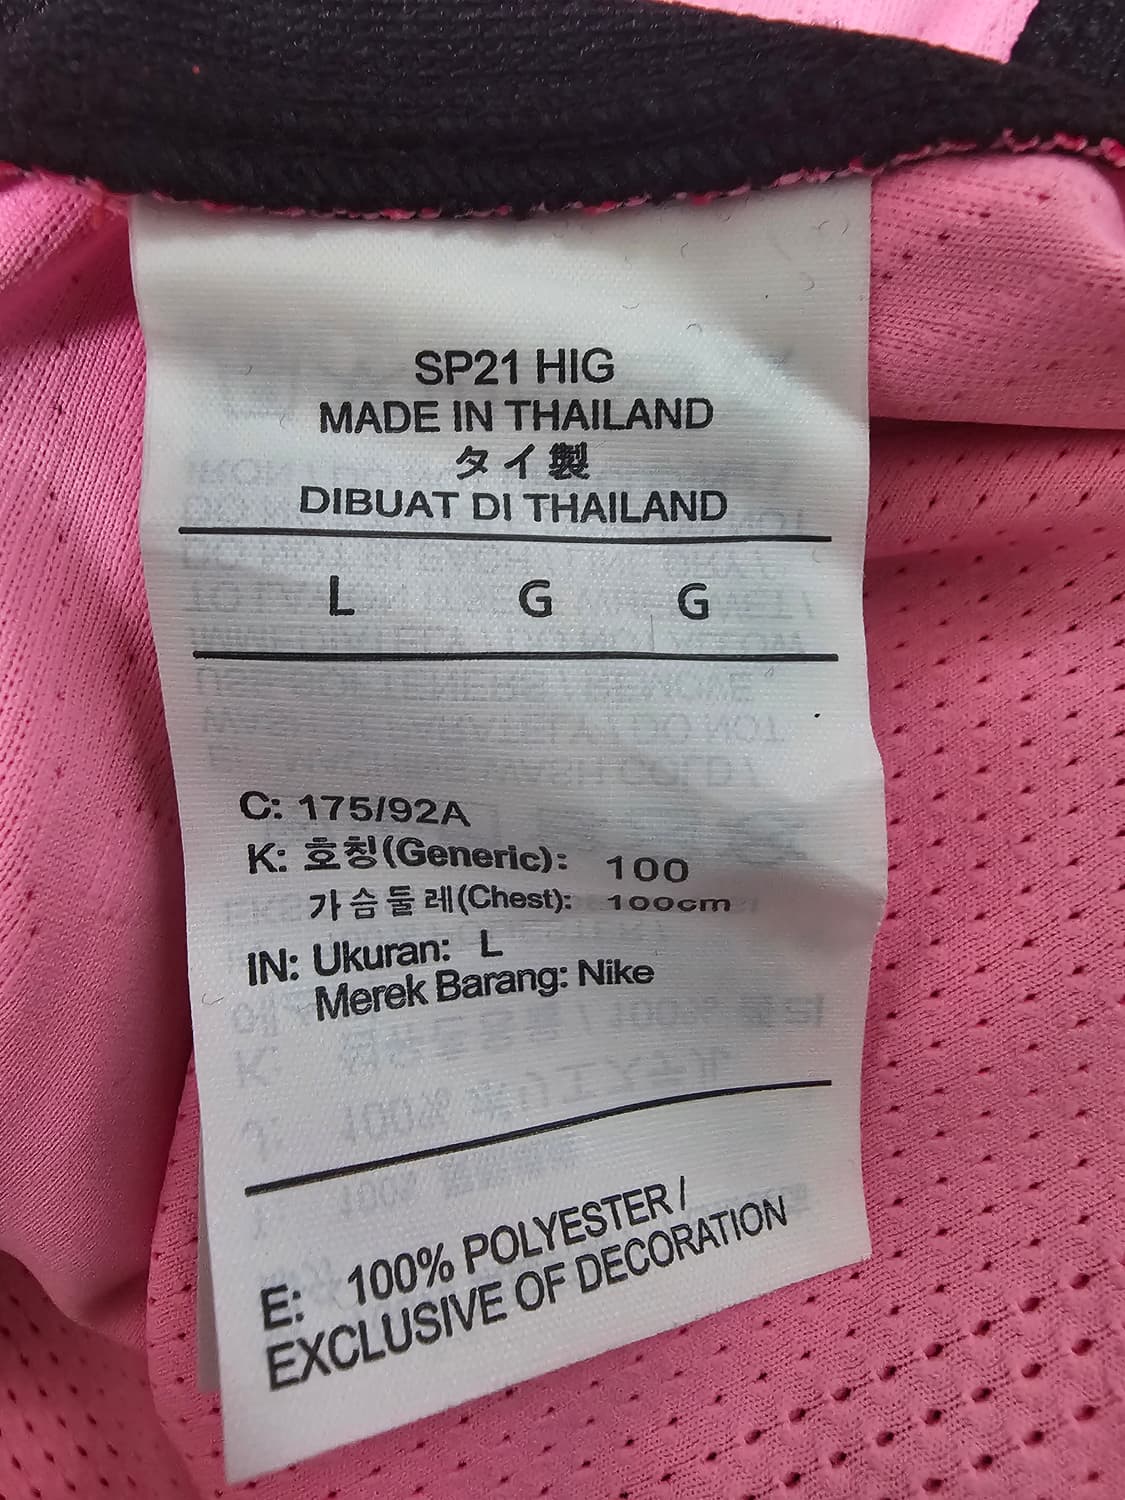 SP21 HIG
MADE IN THAILAND
タイ製
DIBUAT DI THAILAND
L G G
C: 175/92A
K: 호칭(Generic): 100
가슴둘레(Chest): 100cm
IN: Ukuran: L
Merek Barang: Nike
E: 100% POLYESTER /
EXCLUSIVE OF DECORATION